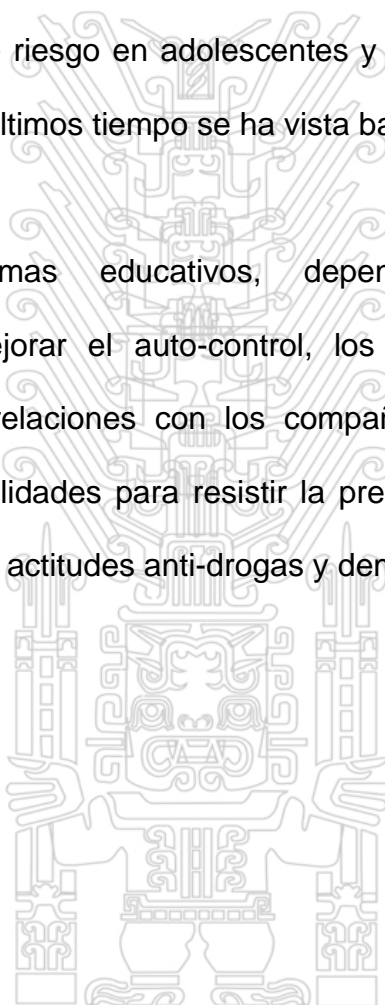 riesgo en adolescentes y
ltimos tiempo se ha vista ba
mas educativos, depen
ejorar el auto-control, los
relaciones con los compañ
lidades para resistir la pre
actitudes anti-drogas y der